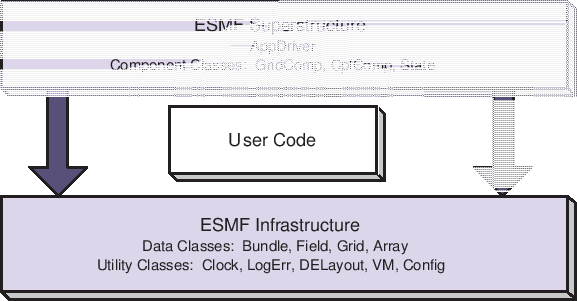 ESMF Superstructure
AppDriver
Component Classes: GridComp, CplComp, State
User Code
ESMF Infrastructure
Data Classes: Bundle, Field, Grid, Array
Utility Classes: Clock, LogErr, DELayout, VM, Config